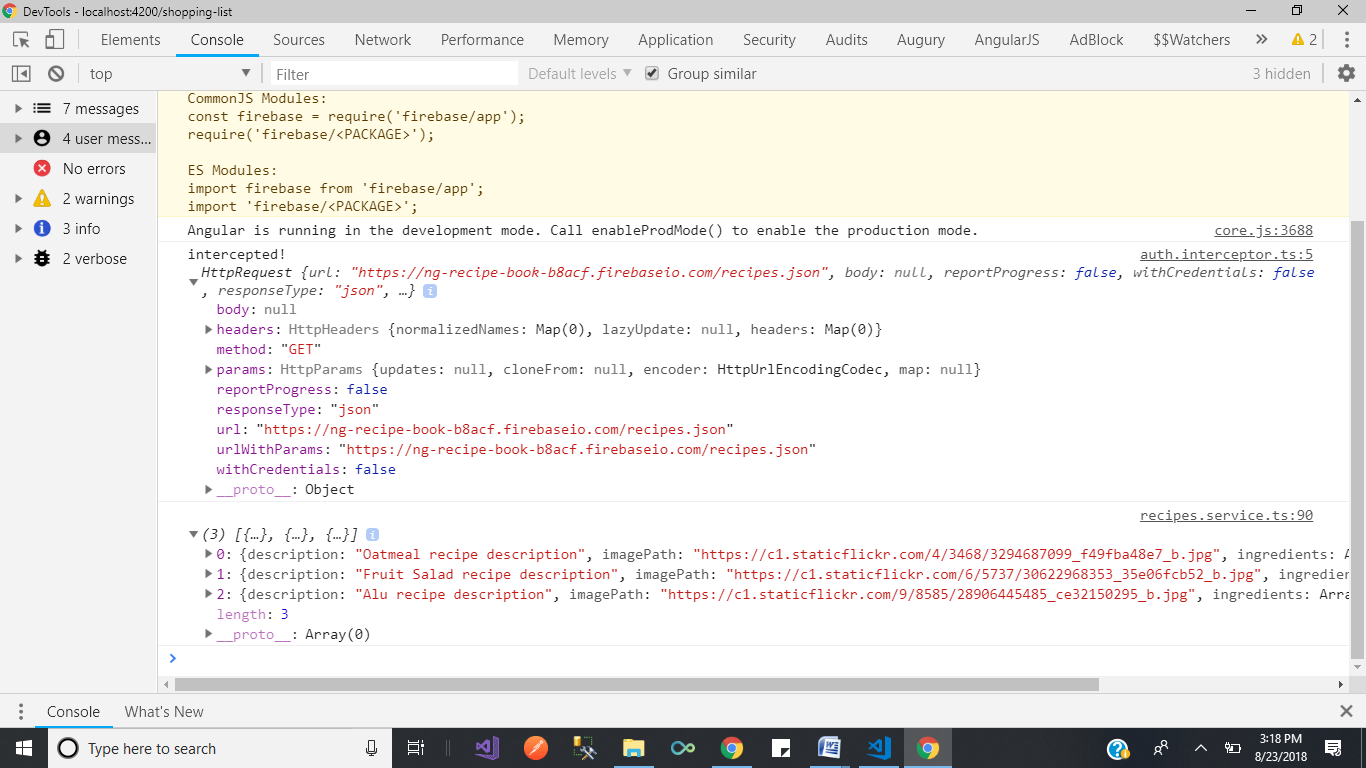 DevTools - localhost:4200/shopping-list
Elements Console Sources Network Performance Memory Application Security Audits Augury AngularJS AdBlock $$Watchers » 2
top Filter Default levels Group similar 3 hidden
7 messages
4 user mess...
No errors
2 warnings
3 info
2 verbose
CommonJS Modules:
const firebase = require('firebase/app');
require('firebase/<PACKAGE>');
ES Modules:
import firebase from 'firebase/app';
import 'firebase/<PACKAGE>';
Angular is running in the development mode. Call enableProdMode() to enable the production mode. core.js:3688
intercepted! auth.interceptor.ts:5
HttpRequest {url: "https://ng-recipe-book-b8acf.firebaseio.com/recipes.json", body: null, reportProgress: false, withCredentials: false
, responseType: "json", …}
body: null
headers: HttpHeaders {normalizedNames: Map(0), lazyUpdate: null, headers: Map(0)}
method: "GET"
params: HttpParams {updates: null, cloneFrom: null, encoder: HttpUrlEncodingCodec, map: null}
reportProgress: false
responseType: "json"
url: "https://ng-recipe-book-b8acf.firebaseio.com/recipes.json"
urlWithParams: "https://ng-recipe-book-b8acf.firebaseio.com/recipes.json"
withCredentials: false
__proto__: Object
recipes.service.ts:90
(3) [{…}, {…}, {…}]
0: {description: "Oatmeal recipe description", imagePath: "https://c1.staticflickr.com/4/3468/3294687099_f49fba48e7_b.jpg", ingredients: A
1: {description: "Fruit Salad recipe description", imagePath: "https://c1.staticflickr.com/6/5737/30622968353_35e06fcb52_b.jpg", ingredien
2: {description: "Alu recipe description", imagePath: "https://c1.staticflickr.com/9/8585/28906445485_ce32150295_b.jpg", ingredients: Arra
length: 3
__proto__: Array(0)
Console What's New
Type here to search
3:18 PM
8/23/2018